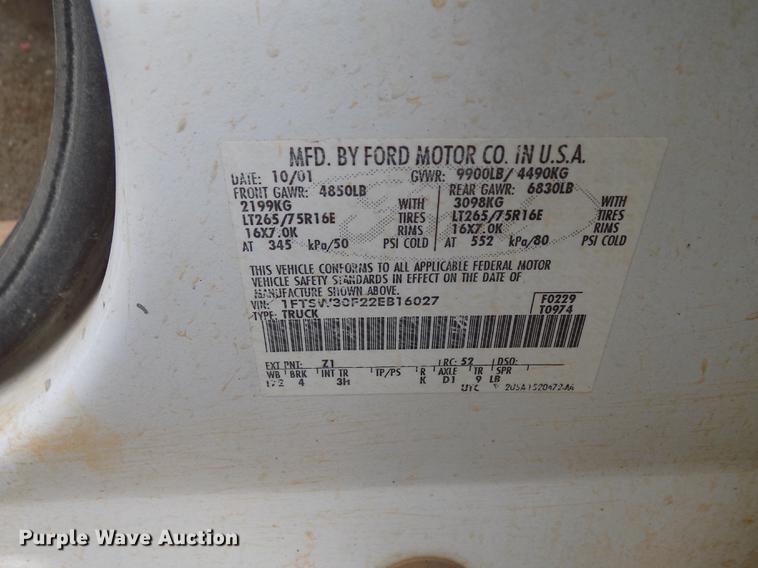 MFD. BY FORD MOTOR CO. IN U.S.A.
DATE: 10/01 GVWR: 9900LB/ 4490KG
FRONT GAWR: 4850LB REAR GAWR: 6830LB
2199KG WITH 3098KG WITH
LT265/75R16E TIRES LT265/75R16E TIRES
16X7.0K RIMS 16X7.0K RIMS
AT 345 kPa/50 PSI COLD AT 552 kPa/80 PSI COLD
THIS VEHICLE CONFORMS TO ALL APPLICABLE FEDERAL MOTOR
VEHICLE SAFETY STANDARDS IN EFFECT ON THE DATE OF
MANUFACTURE SHOWN ABOVE.
VIN: 1FTSW30F22EB16027 F0229
TYPE: TRUCK T0974
EXT PNT: Z1 RC: 52 DSO:
WB BRK INT TR TP/PS R AXLE TR SPR
172 4 3H K D1 9 LB
UTC
Purple Wave Auction